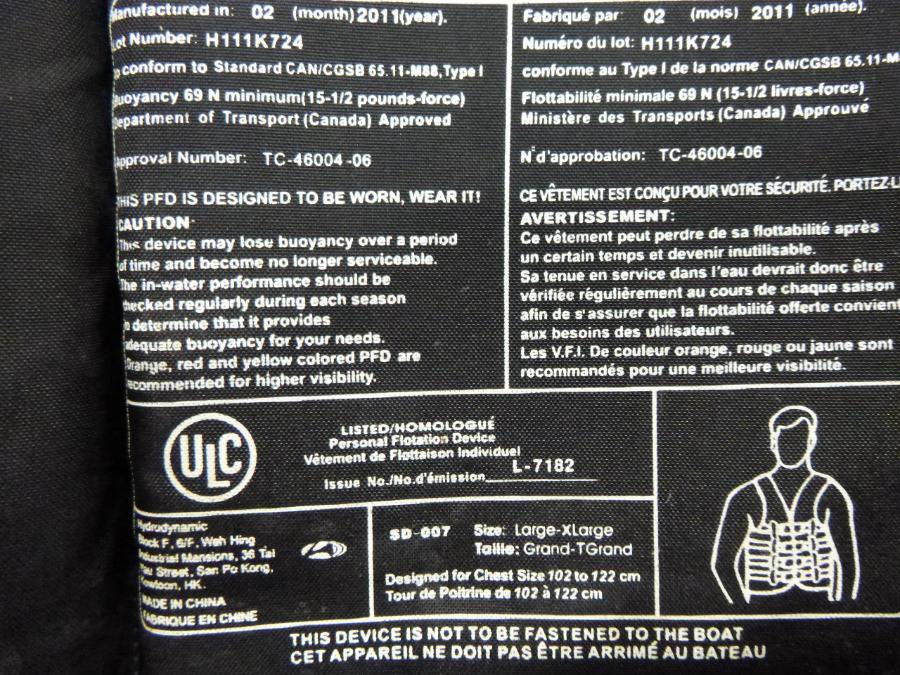 Manufactured in: 02 (month) 2011(year).
Lot Number: H111K724
to conform to Standard CAN/CGSB 65.11-M88, Type I
Buoyancy 69 N minimum(15-1/2 pounds-force)
Department of Transport (Canada) Approved
Approval Number: TC-46004-06
THIS PFD IS DESIGNED TO BE WORN, WEAR IT!
CAUTION
This device may lose buoyancy over a period
of time and become no longer serviceable.
The in-water performance should be
checked regularly during each season
to determine that it provides
adequate buoyancy for your needs.
Orange, red and yellow colored PFD are
recommended for higher visibility.
Fabriqué par: 02 (mois) 2011 (année).
Numéro du lot: H111K724
conforme au Type I de la norme CAN/CGSB 65.11-M
Flottabilité minimale 69 N (15-1/2 livres-force)
Ministère des Transports (Canada) Approuvé
N° d'approbation: TC-46004-06
CE VÊTEMENT EST CONÇU POUR VOTRE SÉCURITÉ. PORTEZ-L
AVERTISSEMENT:
Ce vêtement peut perdre de sa flottabilité après
un certain temps et devenir inutilisable.
Sa tenue en service dans l'eau devrait donc être
vérifiée régulièrement au cours de chaque saison
afin de s'assurer que la flottabilité offerte convient
aux besoins des utilisateurs.
Les V.F.I. De couleur orange, rouge ou jaune sont
recommandés pour une meilleure visibilité.
ULC
LISTED/HOMOLOGUÉ
Personal Flotation Device
Vêtement de Flottaison Individuel
Issue No./No.d'émission L-7182
Hydrodynamic
Block F, 6/F, Wah Hing
Industrial Mansions, 36 Tai
Yau Street, San Po Kong,
Kowloon, HK.
MADE IN CHINA
FABRIQUE EN CHINE
SD-007 Size: Large-XLarge
Taille: Grand-TGrand
Designed for Chest Size 102 to 122 cm
Tour de Poitrine de 102 à 122 cm
THIS DEVICE IS NOT TO BE FASTENED TO THE BOAT
CET APPAREIL NE DOIT PAS ÊTRE ARRIMÉ AU BATEAU